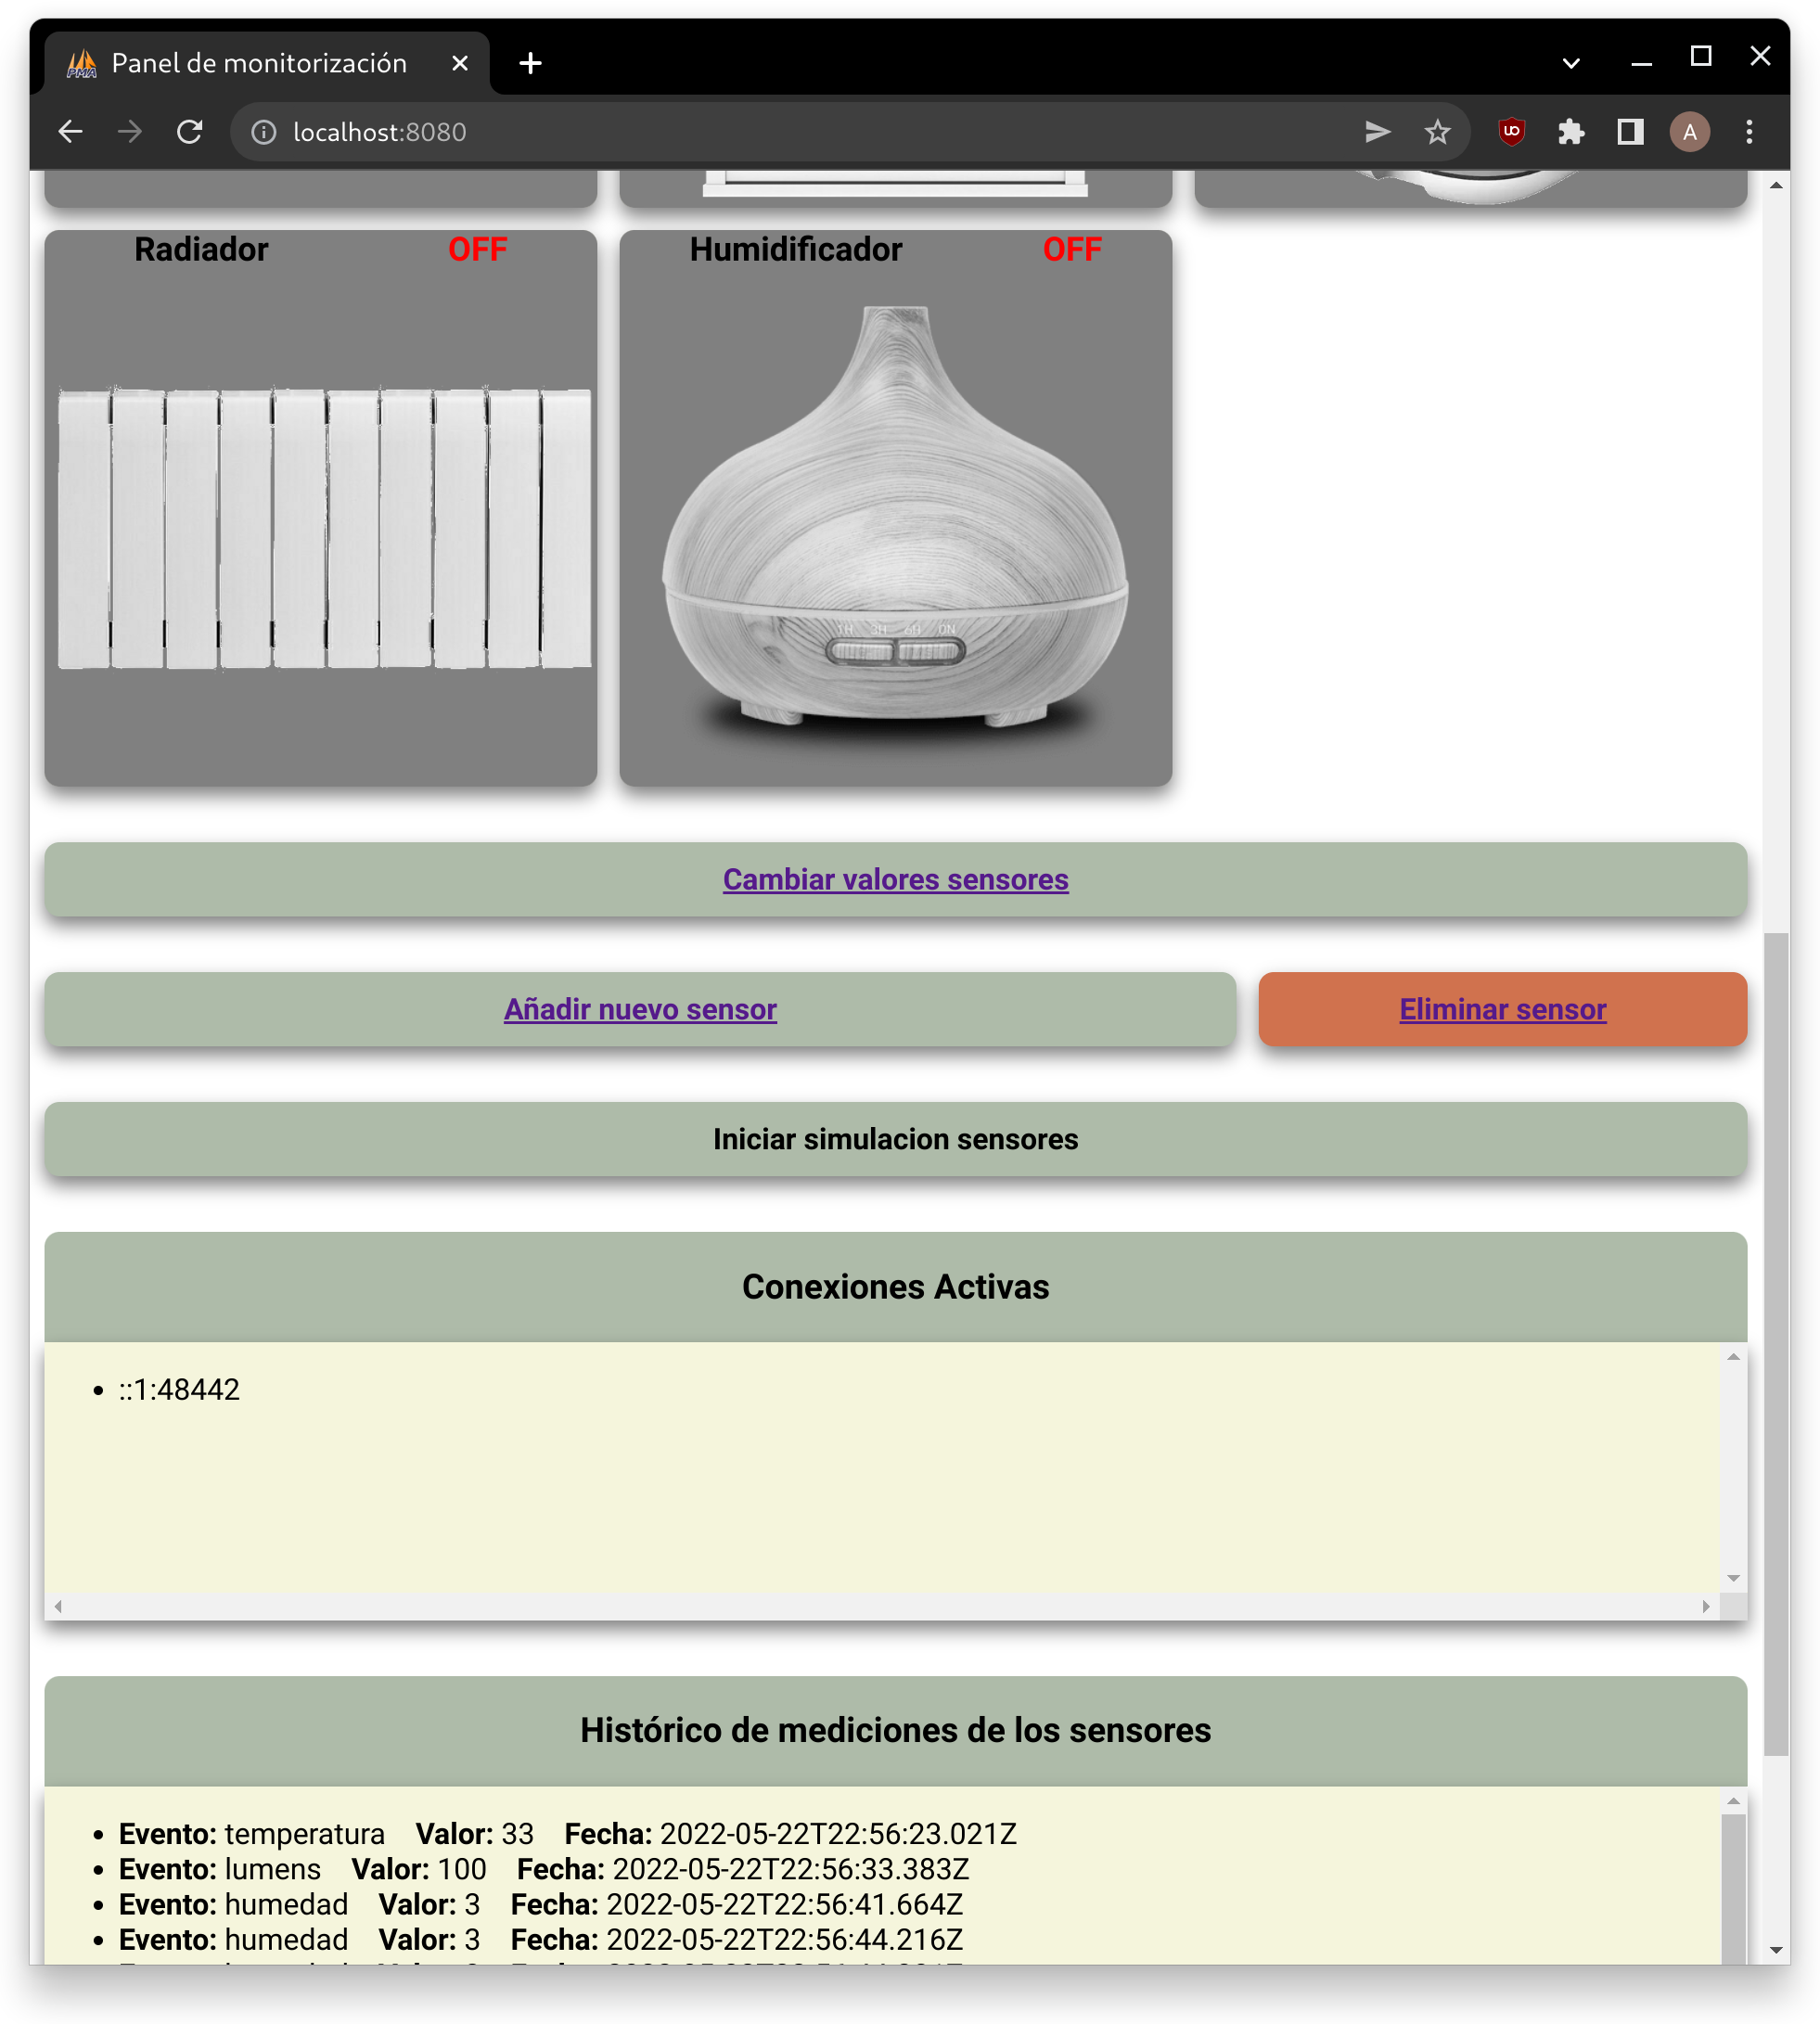 PMA Panel de monitorización
localhost:8080
UO
A
Radiador OFF
Humidificador OFF
1H 3H 6H ON
Cambiar valores sensores
Añadir nuevo sensor
Eliminar sensor
Iniciar simulacion sensores
Conexiones Activas
• ::1:48442
Histórico de mediciones de los sensores
• Evento: temperatura Valor: 33 Fecha: 2022-05-22T22:56:23.021Z
• Evento: lumens Valor: 100 Fecha: 2022-05-22T22:56:33.383Z
• Evento: humedad Valor: 3 Fecha: 2022-05-22T22:56:41.664Z
• Evento: humedad Valor: 3 Fecha: 2022-05-22T22:56:44.216Z